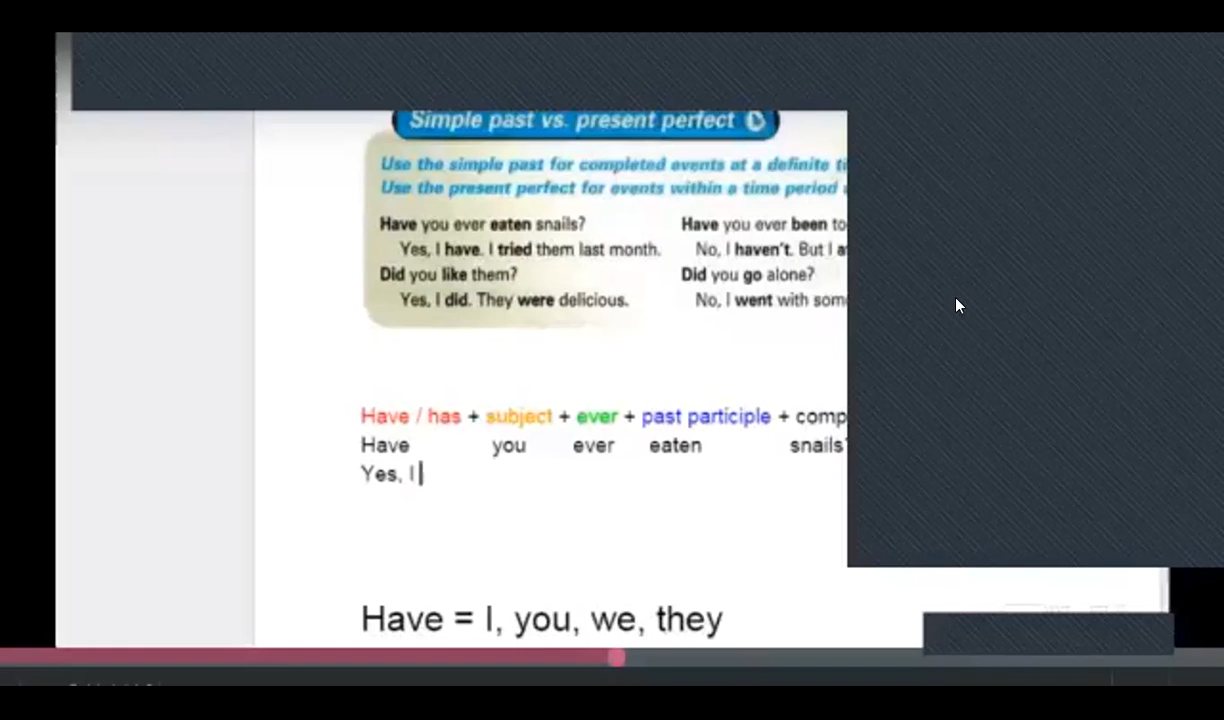 Simple past vs. present perfect
Use the simple past for completed events at a definite
Use the present perfect for events within a time period
Have you ever eaten snails?
Yes, I have. I tried them last month.
Did you like them?
Yes, I did. They were delicious.
Have you ever been to
No, I haven't. But I
Did you go alone?
No, I went with som
Have / has + subject + ever + past participle + comp
Have you ever eaten snails?
Yes, I
Have = I, you, we, they